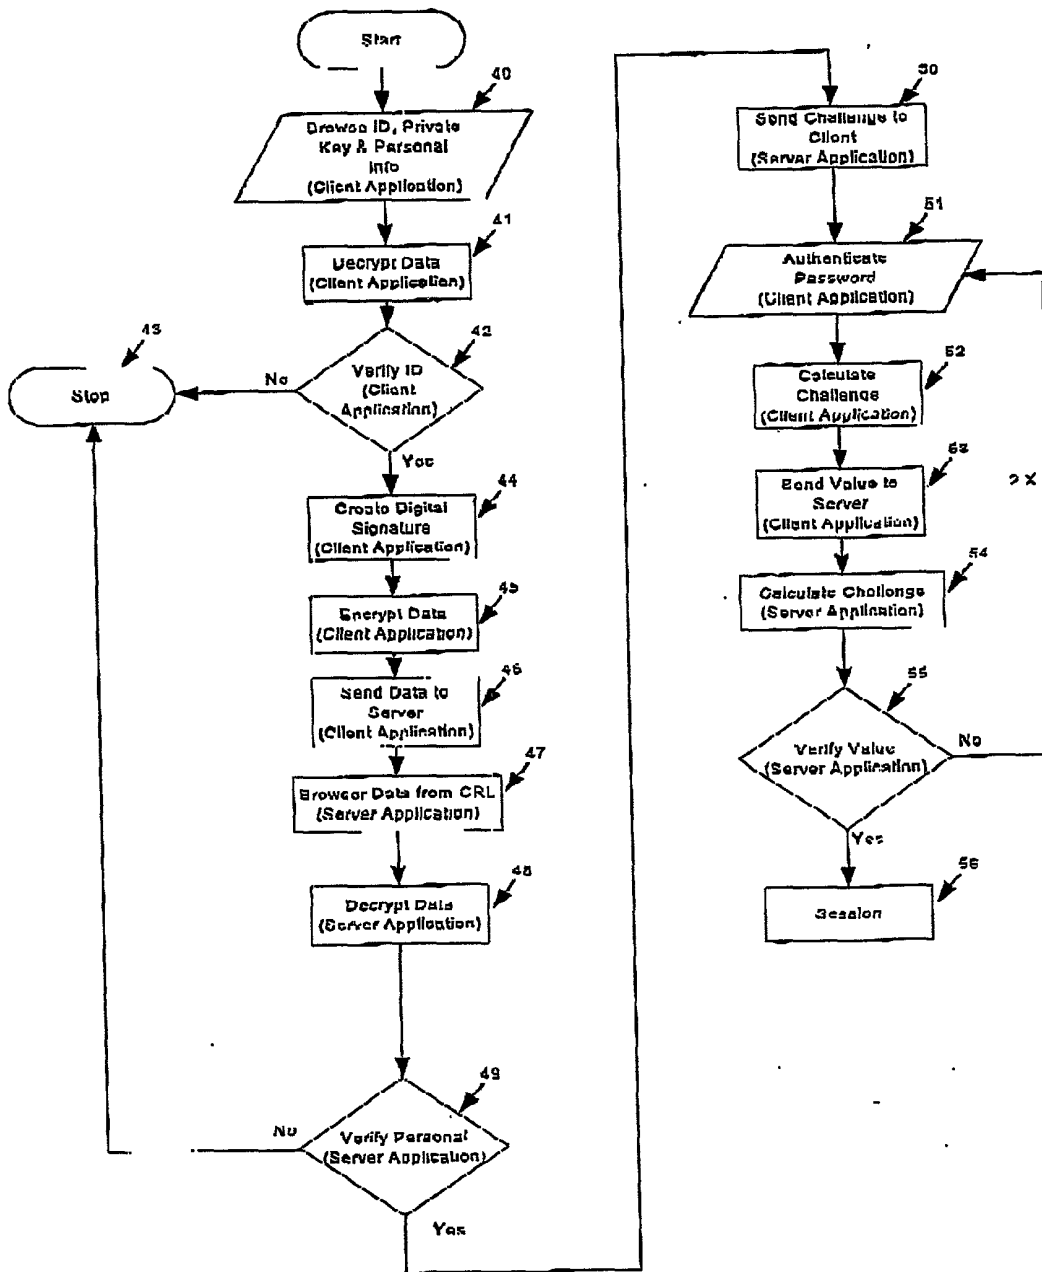 Start
40
Browse ID, Private
Key & Personal
Info
(Client Application)
41
Decrypt Data
(Client Application)
42
Verify ID
(Client
Application)
No
43
Stop
Yes
44
Create Digital
Signature
(Client Application)
45
Encrypt Data
(Client Application)
46
Send Data to
Server
(Client Application)
47
Browser Data from CRL
(Server Application)
48
Decrypt Data
(Server Application)
49
Verify Personal
(Server Application)
No
Yes
50
Send Challenge to
Client
(Server Application)
51
Authenticate
Password
(Client Application)
52
Calculate
Challenge
(Client Application)
53
Send Value to
Server
(Client Application)
2X
54
Calculate Challenge
(Server Application)
55
Verify Value
(Server Application)
No
Yes
56
Session